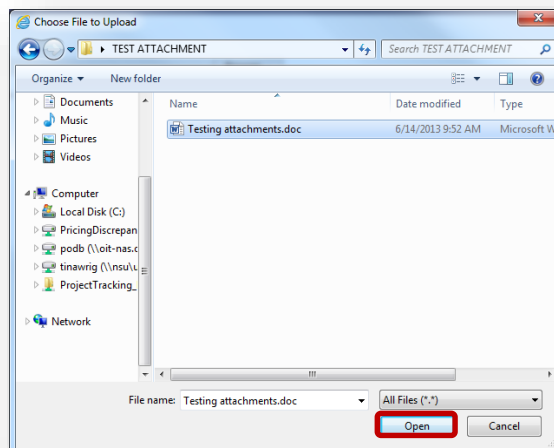 Choose File to Upload
TEST ATTACHMENT
Search TEST ATTACHMENT
Organize
New folder
Name
Date modified
Type
Documents
Music
Pictures
Videos
Testing attachments.doc
6/14/2013 9:52 AM
Microsoft W
Computer
Local Disk (C:)
PricingDiscrepan
podb (\\oit-nas.c
tinawrig (\\nsu\u
ProjectTracking_
Network
File name:
Testing attachments.doc
All Files (*.*)
Open
Cancel